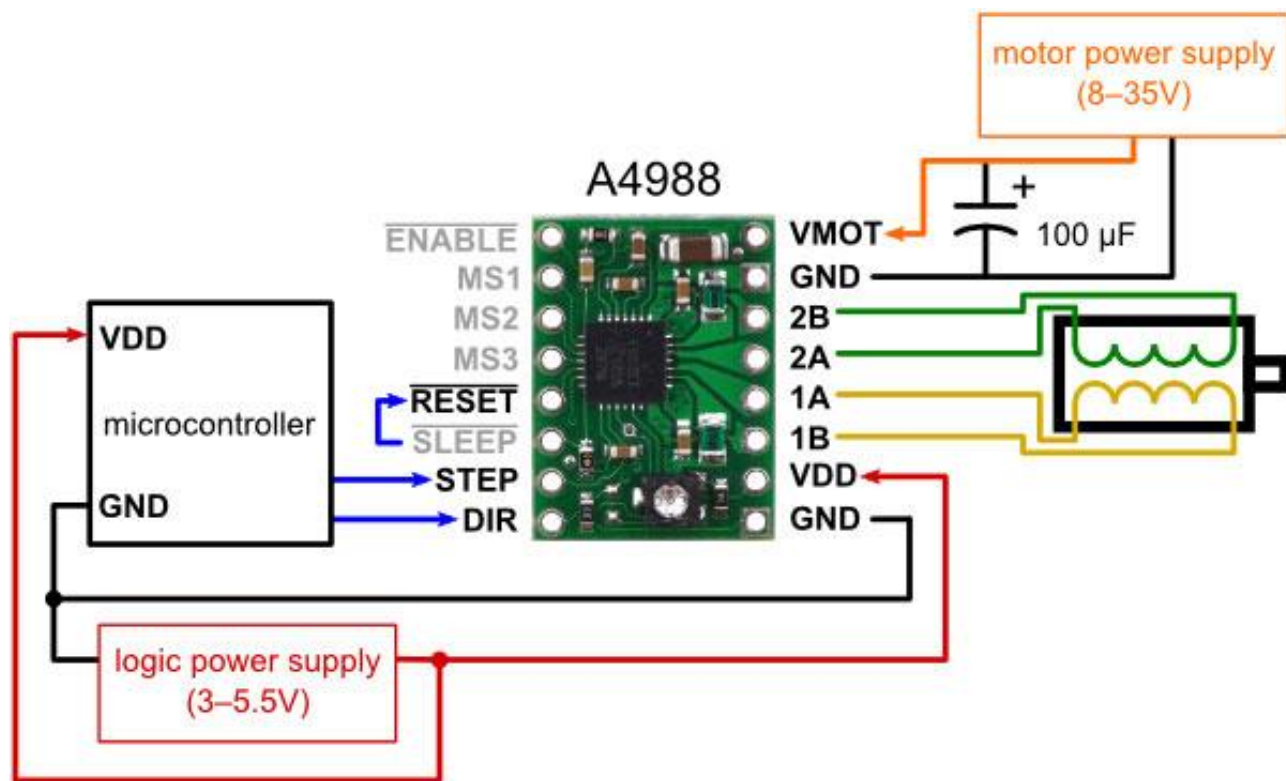 motor power supply
(8–35V)
A4988
ENABLE
MS1
MS2
MS3
RESET
SLEEP
STEP
DIR
VMOT
GND
2B
2A
1A
1B
VDD
GND
+
100 µF
VDD
microcontroller
GND
logic power supply
(3–5.5V)